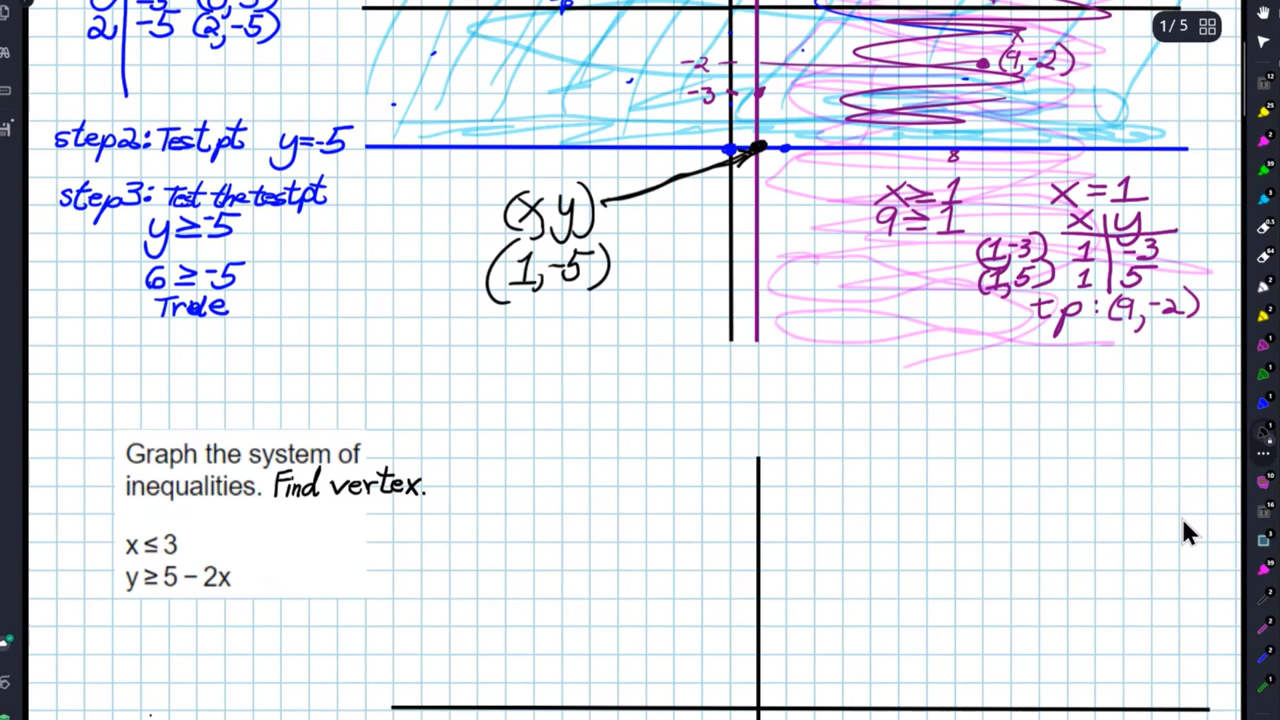 2 -5 (2,-5)
1/5
-2
(9,-2)
-3
step2: Test pt y=-5
8
step3: Test the test pt
x ≥ 1
x = 1
(x,y)
9 ≥ 1
x y
y ≥ -5
(1,-3) 1 -3
(1,-5)
(1,5) 1 5
6 ≥ -5
tp: (9,-2)
True
Graph the system of
inequalities. Find vertex.
x ≤ 3
y ≥ 5 − 2x